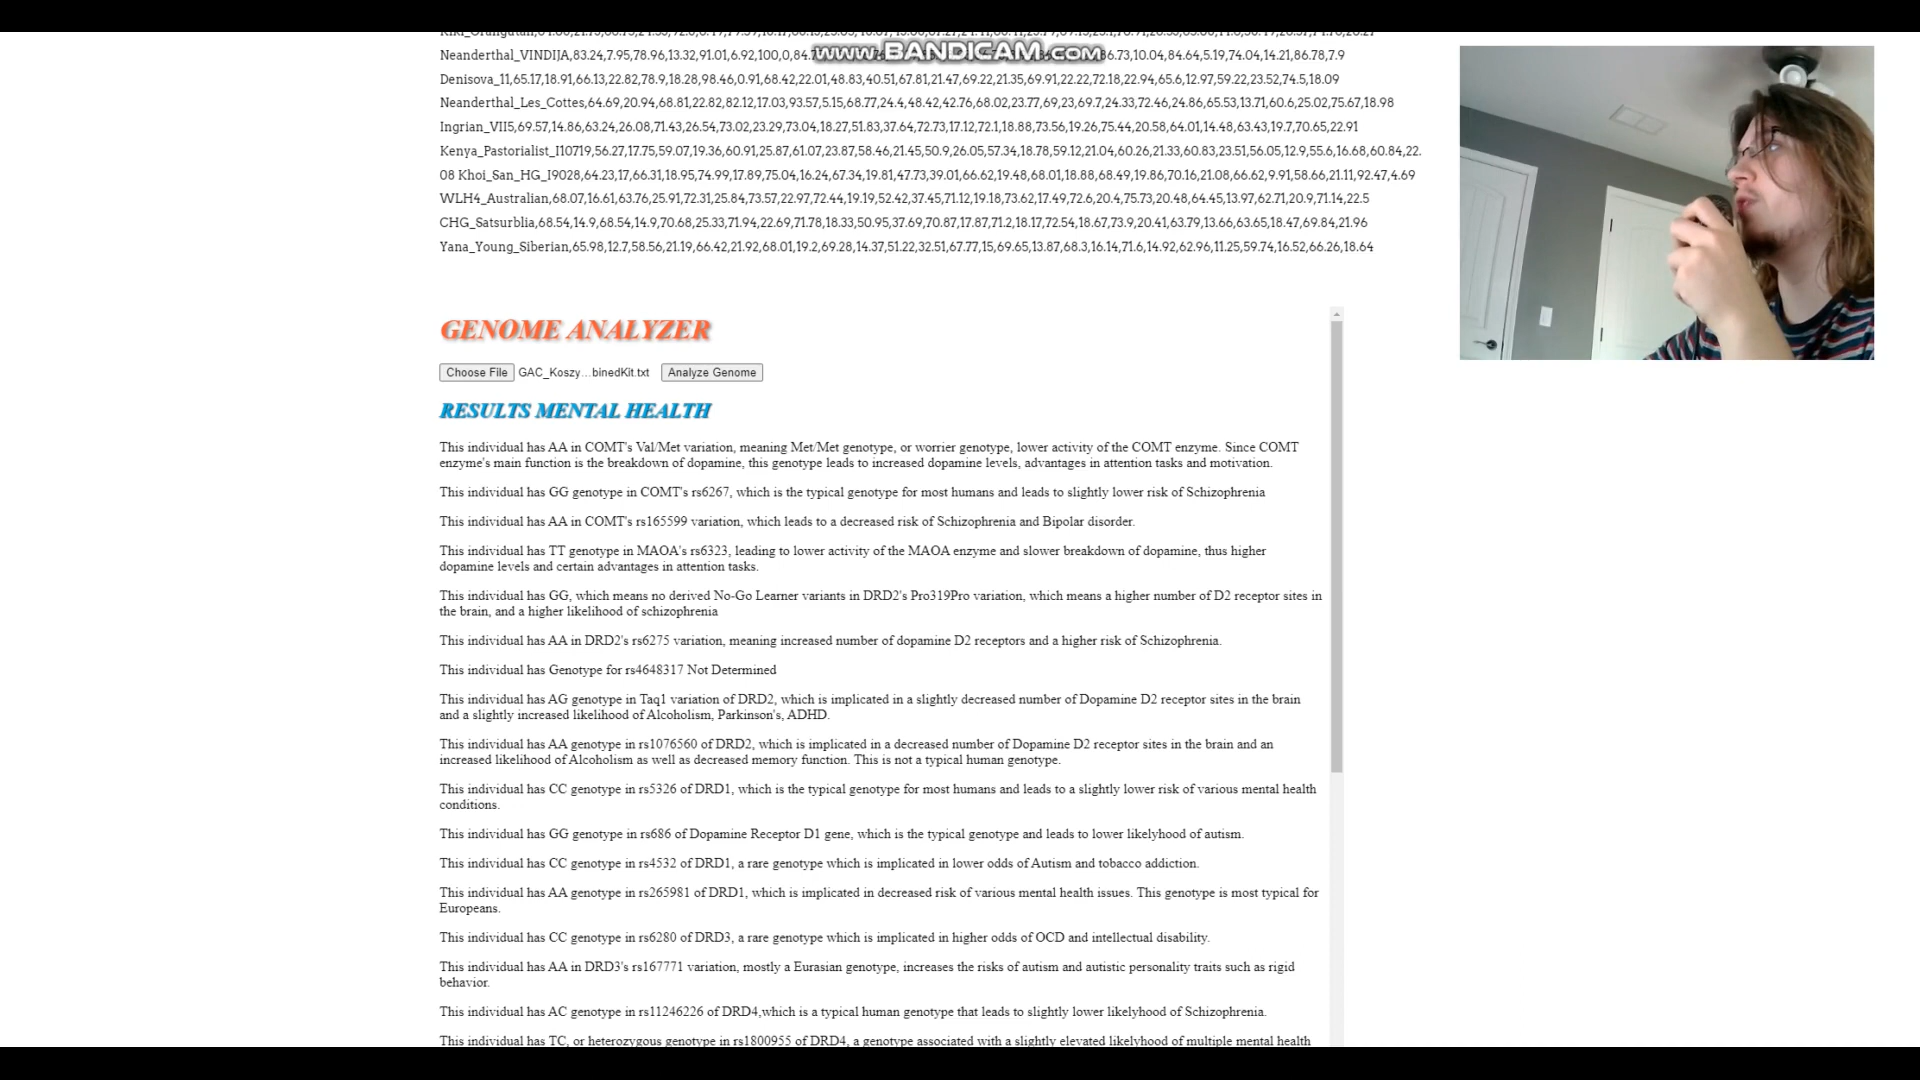 www.BANDICAM.com
Neanderthal_VINDIJA,83.24,7.95,78.96,13.32,91.01,6.92,100,0,84. 86.73,10.04,84.64,5.19,74.04,14.21,86.78,7.9
Denisova_11,65.17,18.91,66.13,22.82,78.9,18.28,98.46,0.91,68.42,22.01,48.83,40.51,67.81,21.47,69.22,21.35,69.91,22.22,72.18,22.94,65.6,12.97,59.22,23.52,74.5,18.09
Neanderthal_Les_Cottes,64.69,20.94,68.81,22.82,82.12,17.03,93.57,5.15,68.77,24.4,48.42,42.76,68.02,23.77,69,23,69.7,24.33,72.46,24.86,65.53,13.71,60.6,25.02,75.67,18.98
Ingrian_VII5,69.57,14.86,63.24,26.08,71.43,26.54,73.02,23.29,73.04,18.27,51.83,37.64,72.73,17.12,72.1,18.88,73.56,19.26,75.44,20.58,64.01,14.48,63.43,19.7,70.65,22.91
Kenya_Pastorialist_I10719,56.27,17.75,59.07,19.36,60.91,25.87,61.07,23.87,58.46,21.45,50.9,26.05,57.34,18.78,59.12,21.04,60.26,21.33,60.83,23.51,56.05,12.9,55.6,16.68,60.84,22.
08 Khoi_San_HG_I9028,64.23,17,66.31,18.95,74.99,17.89,75.04,16.24,67.34,19.81,47.73,39.01,66.62,19.48,68.01,18.88,68.49,19.86,70.16,21.08,66.62,9.91,58.66,21.11,92.47,4.69
WLH4_Australian,68.07,16.61,63.76,25.91,72.31,25.84,73.57,22.97,72.44,19.19,52.42,37.45,71.12,19.18,73.62,17.49,72.6,20.4,75.73,20.48,64.45,13.97,62.71,20.9,71.14,22.5
CHG_Satsurblia,68.54,14.9,68.54,14.9,70.68,25.33,71.94,22.69,71.78,18.33,50.95,37.69,70.87,17.87,71.2,18.17,72.54,18.67,73.9,20.41,63.79,13.66,63.65,18.47,69.84,21.96
Yana_Young_Siberian,65.98,12.7,58.56,21.19,66.42,21.92,68.01,19.2,69.28,14.37,51.22,32.51,67.77,15,69.65,13.87,68.3,16.14,71.6,14.92,62.96,11.25,59.74,16.52,66.26,18.64
GENOME ANALYZER
Choose File GAC_Koszy...binedKit.txt Analyze Genome
RESULTS MENTAL HEALTH
This individual has AA in COMT's Val/Met variation, meaning Met/Met genotype, or worrier genotype, lower activity of the COMT enzyme. Since COMT
enzyme's main function is the breakdown of dopamine, this genotype leads to increased dopamine levels, advantages in attention tasks and motivation.
This individual has GG genotype in COMT's rs6267, which is the typical genotype for most humans and leads to slightly lower risk of Schizophrenia
This individual has AA in COMT's rs165599 variation, which leads to a decreased risk of Schizophrenia and Bipolar disorder.
This individual has TT genotype in MAOA's rs6323, leading to lower activity of the MAOA enzyme and slower breakdown of dopamine, thus higher
dopamine levels and certain advantages in attention tasks.
This individual has GG, which means no derived No-Go Learner variants in DRD2's Pro319Pro variation, which means a higher number of D2 receptor sites in
the brain, and a higher likelihood of schizophrenia
This individual has AA in DRD2's rs6275 variation, meaning increased number of dopamine D2 receptors and a higher risk of Schizophrenia.
This individual has Genotype for rs4648317 Not Determined
This individual has AG genotype in Taq1 variation of DRD2, which is implicated in a slightly decreased number of Dopamine D2 receptor sites in the brain
and a slightly increased likelihood of Alcoholism, Parkinson's, ADHD.
This individual has AA genotype in rs1076560 of DRD2, which is implicated in a decreased number of Dopamine D2 receptor sites in the brain and an
increased likelihood of Alcoholism as well as decreased memory function. This is not a typical human genotype.
This individual has CC genotype in rs5326 of DRD1, which is the typical genotype for most humans and leads to a slightly lower risk of various mental health
conditions.
This individual has GG genotype in rs686 of Dopamine Receptor D1 gene, which is the typical genotype and leads to lower likelyhood of autism.
This individual has CC genotype in rs4532 of DRD1, a rare genotype which is implicated in lower odds of Autism and tobacco addiction.
This individual has AA genotype in rs265981 of DRD1, which is implicated in decreased risk of various mental health issues. This genotype is most typical for
Europeans.
This individual has CC genotype in rs6280 of DRD3, a rare genotype which is implicated in higher odds of OCD and intellectual disability.
This individual has AA in DRD3's rs167771 variation, mostly a Eurasian genotype, increases the risks of autism and autistic personality traits such as rigid
behavior.
This individual has AC genotype in rs11246226 of DRD4,which is a typical human genotype that leads to slightly lower likelyhood of Schizophrenia.
This individual has TC, or heterozygous genotype in rs1800955 of DRD4, a genotype associated with a slightly elevated likelyhood of multiple mental health